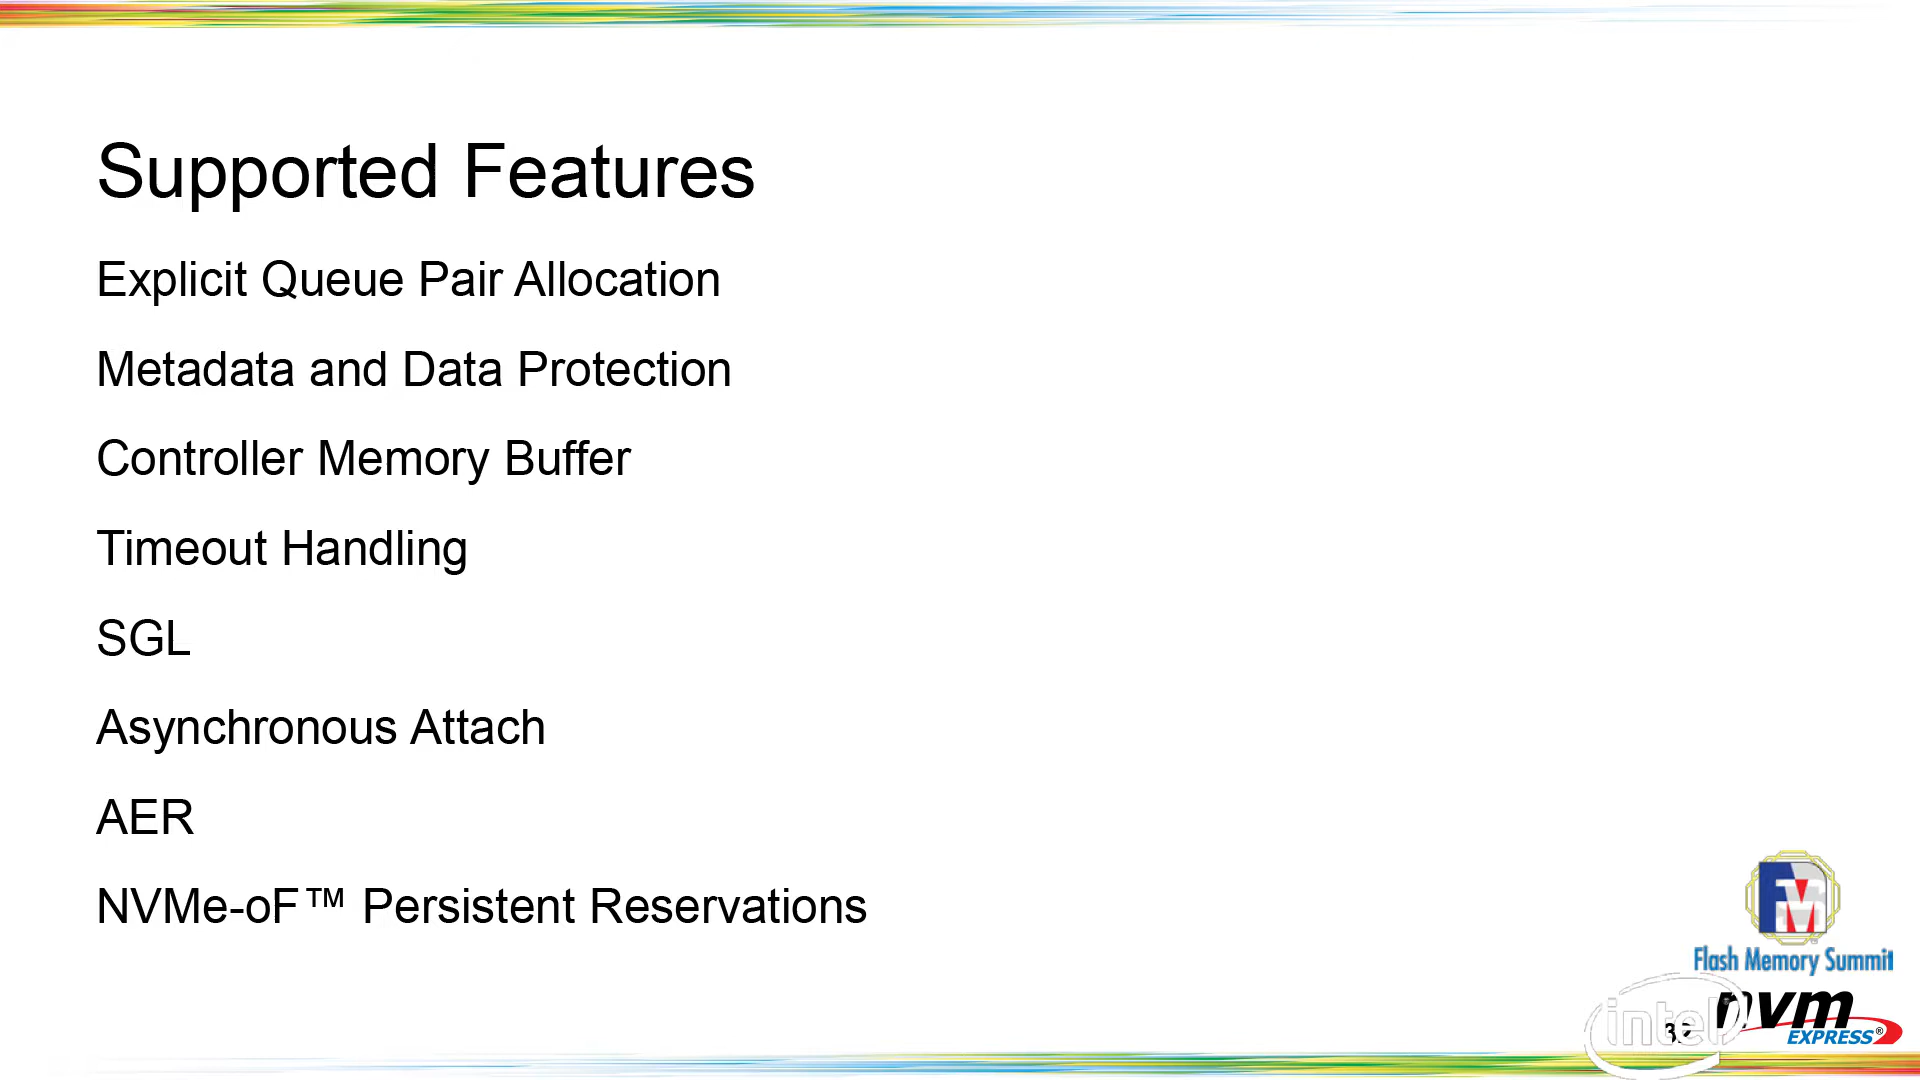 Supported Features
Explicit Queue Pair Allocation
Metadata and Data Protection
Controller Memory Buffer
Timeout Handling
SGL
Asynchronous Attach
AER
NVMe-oF™ Persistent Reservations
Flash Memory Summit
intel
nvm
EXPRESS®